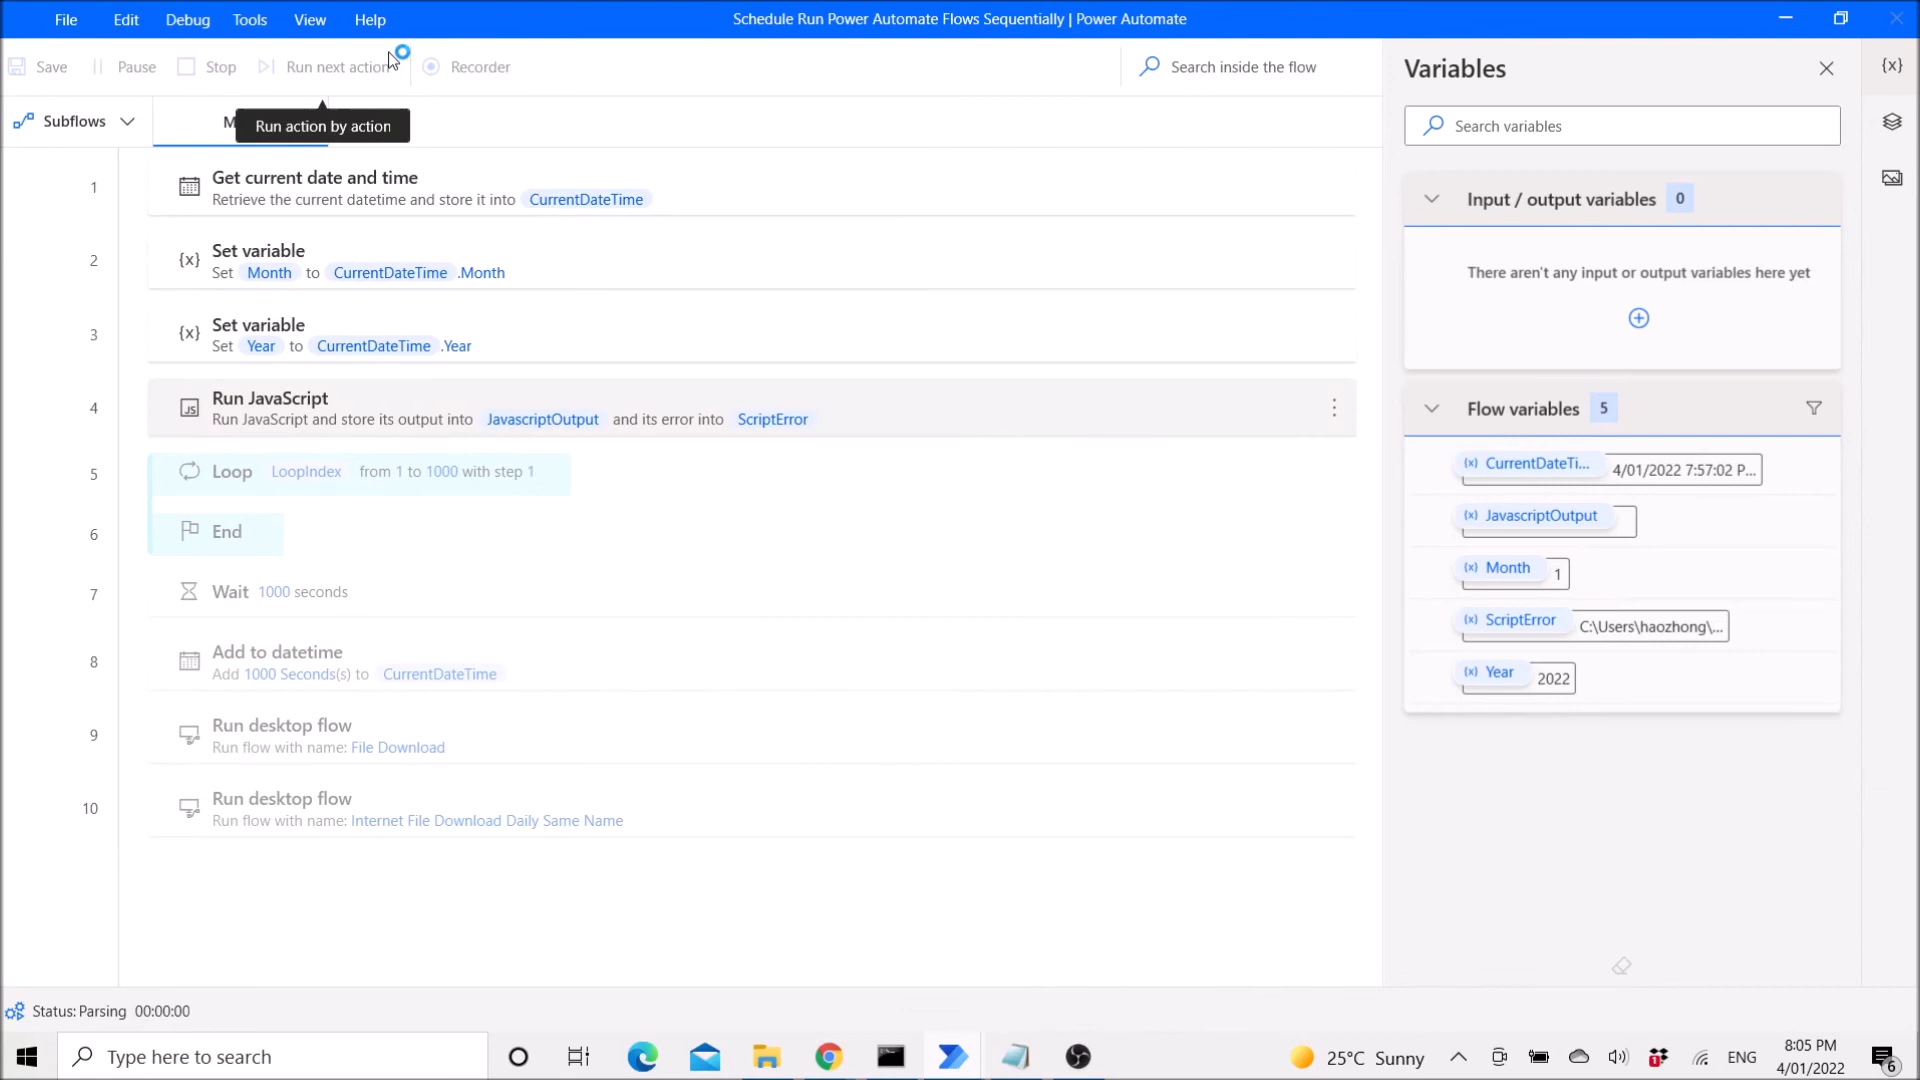 File Edit Debug Tools View Help
Schedule Run Power Automate Flows Sequentially | Power Automate
Save Pause Stop Run next action Recorder
Search inside the flow
Subflows
M
Run action by action
1
Get current date and time
Retrieve the current datetime and store it into CurrentDateTime
2
Set variable
Set Month to CurrentDateTime .Month
3
Set variable
Set Year to CurrentDateTime .Year
4
Run JavaScript
Run JavaScript and store its output into JavascriptOutput and its error into ScriptError
5
Loop LoopIndex from 1 to 1000 with step 1
6
End
7
Wait 1000 seconds
8
Add to datetime
Add 1000 Seconds(s) to CurrentDateTime
9
Run desktop flow
Run flow with name: File Download
10
Run desktop flow
Run flow with name: Internet File Download Daily Same Name
Variables
{x}
Search variables
Input / output variables 0
There aren't any input or output variables here yet
Flow variables 5
(x) CurrentDateTi... 4/01/2022 7:57:02 P...
(x) JavascriptOutput
(x) Month 1
(x) ScriptError C:\Users\haozhong\...
(x) Year 2022
Status: Parsing 00:00:00
Type here to search
25°C Sunny
ENG
8:05 PM
4/01/2022
6